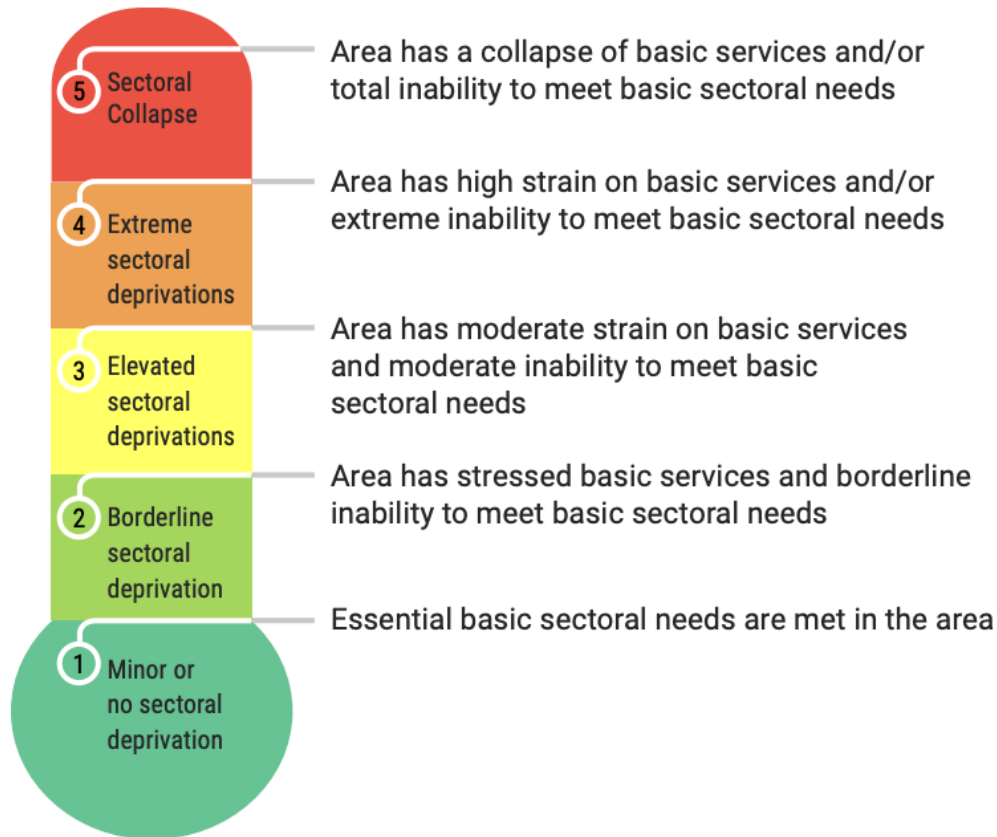 5
Sectoral
Collapse
Area has a collapse of basic services and/or
total inability to meet basic sectoral needs
4
Extreme
sectoral
deprivations
Area has high strain on basic services and/or
extreme inability to meet basic sectoral needs
3
Elevated
sectoral
deprivations
Area has moderate strain on basic services
and moderate inability to meet basic
sectoral needs
2
Borderline
sectoral
deprivation
Area has stressed basic services and borderline
inability to meet basic sectoral needs
1
Minor or
no sectoral
deprivation
Essential basic sectoral needs are met in the area